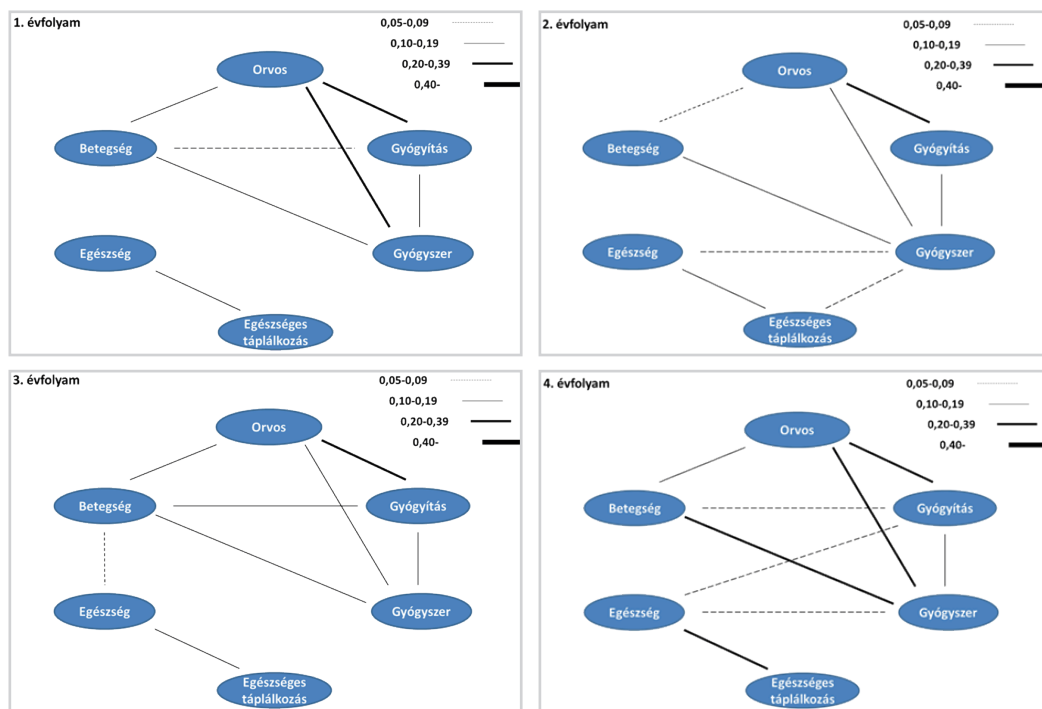 1. évfolyam
0,05-0,09
0,10-0,19
0,20-0,39
0,40-
Orvos
Betegség
Gyógyítás
Egészség
Gyógyszer
Egészséges
táplálkozás
2. évfolyam
0,05-0,09
0,10-0,19
0,20-0,39
0,40-
Orvos
Betegség
Gyógyítás
Egészség
Gyógyszer
Egészséges
táplálkozás
3. évfolyam
0,05-0,09
0,10-0,19
0,20-0,39
0,40-
Orvos
Betegség
Gyógyítás
Egészség
Gyógyszer
Egészséges
táplálkozás
4. évfolyam
0,05-0,09
0,10-0,19
0,20-0,39
0,40-
Orvos
Betegség
Gyógyítás
Egészség
Gyógyszer
Egészséges
táplálkozás